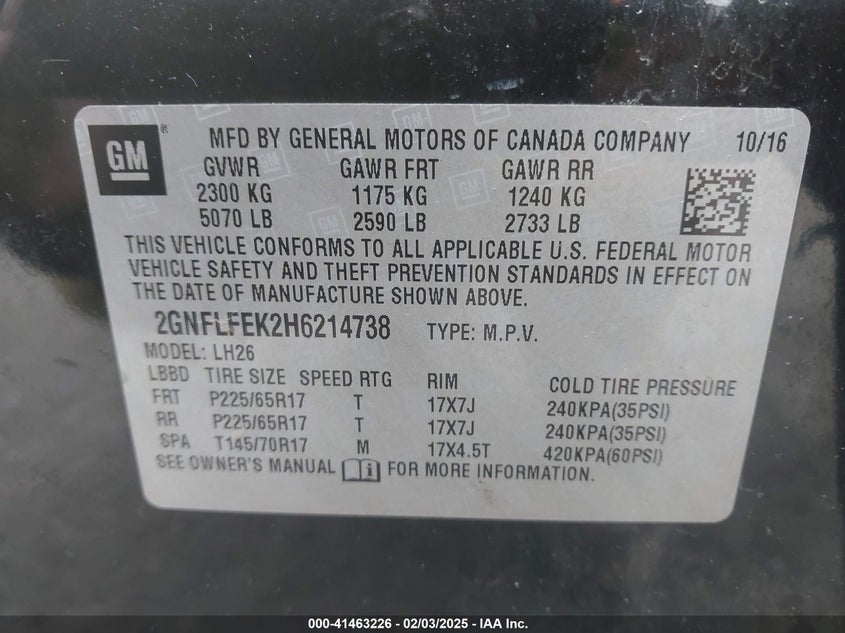 GM ® MFD BY GENERAL MOTORS OF CANADA COMPANY 10/16
GVWR GAWR FRT GAWR RR
2300 KG 1175 KG 1240 KG
5070 LB 2590 LB 2733 LB
THIS VEHICLE CONFORMS TO ALL APPLICABLE U.S. FEDERAL MOTOR
VEHICLE SAFETY AND THEFT PREVENTION STANDARDS IN EFFECT ON
THE DATE OF MANUFACTURE SHOWN ABOVE.
2GNFLFEK2H6214738 TYPE: M.P.V.
MODEL: LH26
LBBD TIRE SIZE SPEED RTG RIM COLD TIRE PRESSURE
FRT P225/65R17 T 17X7J 240KPA(35PSI)
RR P225/65R17 T 17X7J 240KPA(35PSI)
SPA T145/70R17 M 17X4.5T 420KPA(60PSI)
SEE OWNER'S MANUAL i FOR MORE INFORMATION.
000-41463226 - 02/03/2025 - IAA Inc.